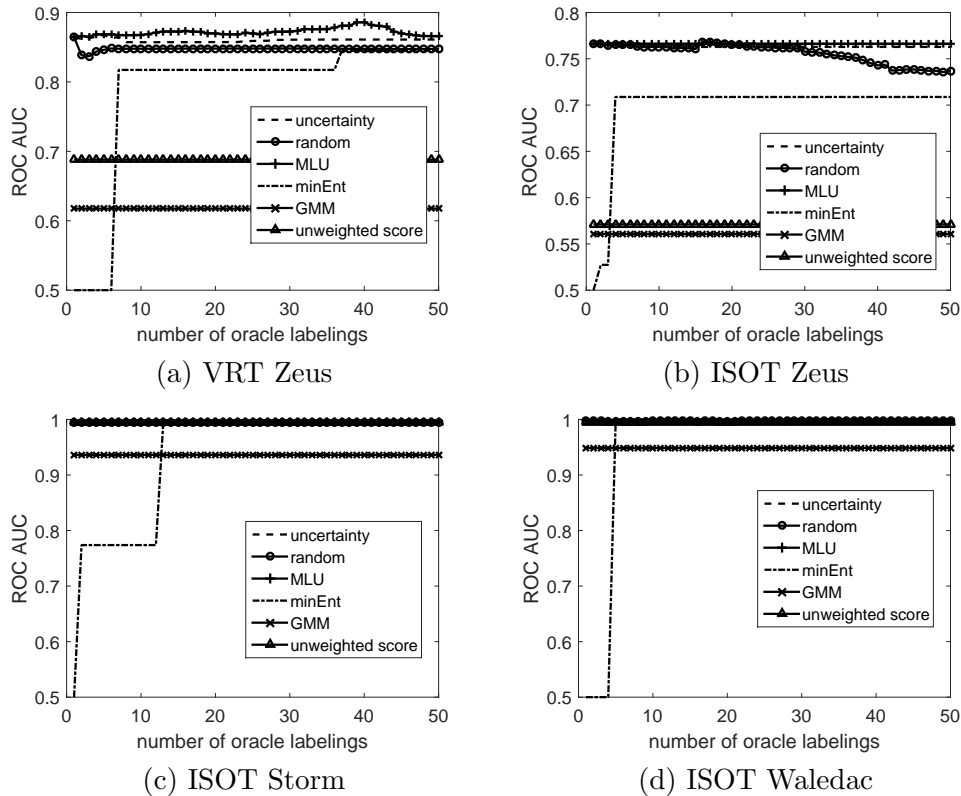 0.9
0.8
0.7
0.6
0.5
ROC AUC
0 10 20 30 40 50
number of oracle labelings
uncertainty
random
MLU
minEnt
GMM
unweighted score
(a) VRT Zeus
0.8
0.75
0.7
0.65
0.6
0.55
0.5
ROC AUC
0 10 20 30 40 50
number of oracle labelings
uncertainty
random
MLU
minEnt
GMM
unweighted score
(b) ISOT Zeus
1
0.9
0.8
0.7
0.6
0.5
ROC AUC
0 10 20 30 40 50
number of oracle labelings
uncertainty
random
MLU
minEnt
GMM
unweighted score
(c) ISOT Storm
1
0.9
0.8
0.7
0.6
0.5
ROC AUC
0 10 20 30 40 50
number of oracle labelings
uncertainty
random
MLU
minEnt
GMM
unweighted score
(d) ISOT Waledac